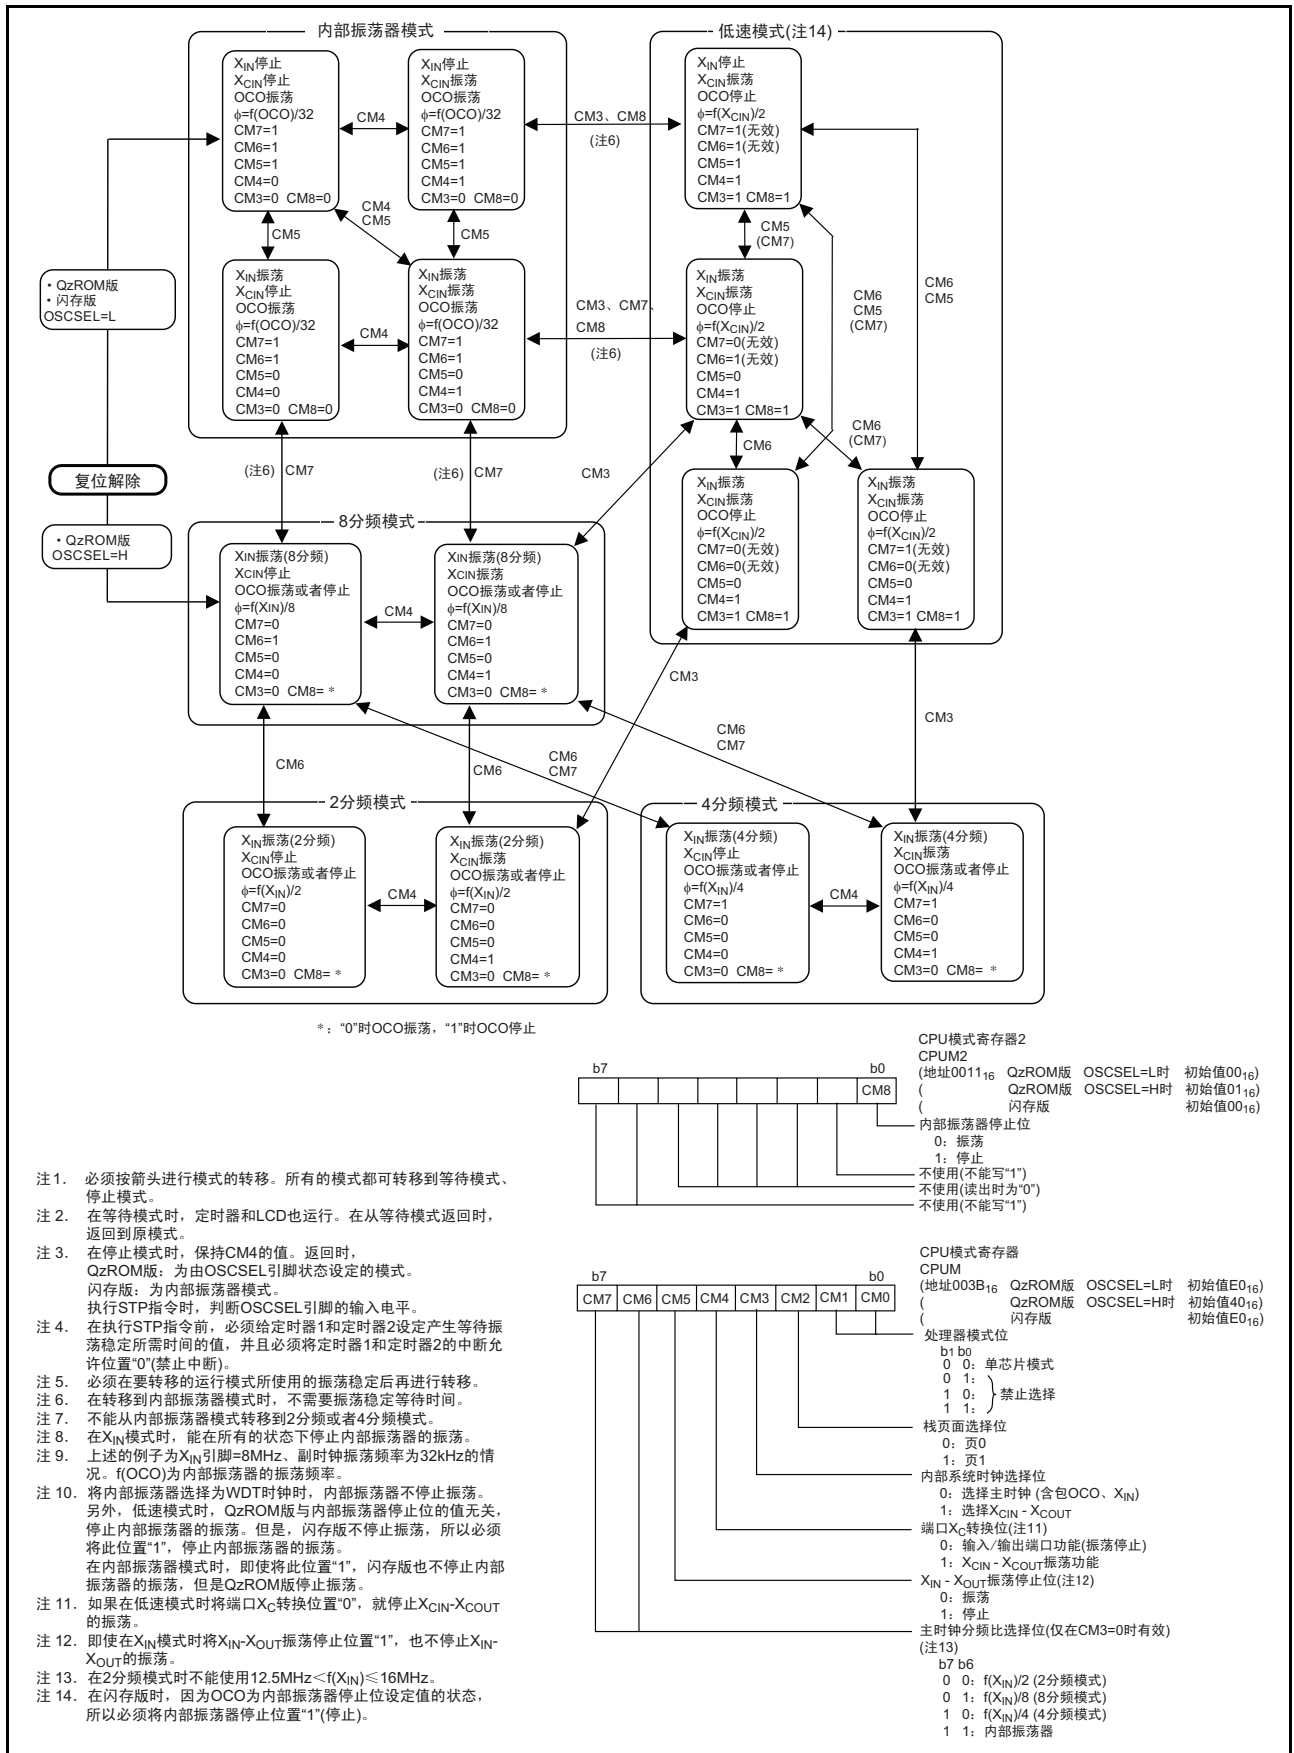 内部振荡器模式
XIN停止
XCIN停止
OCO振荡
φ=f(OCO)/32
CM7=1
CM6=1
CM5=1
CM4=0
CM3=0 CM8=0
CM4
XIN停止
XCIN振荡
OCO振荡
φ=f(OCO)/32
CM7=1
CM6=1
CM5=1
CM4=1
CM3=0 CM8=0
CM5
CM4
CM5
CM5
XIN振荡
XCIN停止
OCO振荡
φ=f(OCO)/32
CM7=1
CM6=1
CM5=0
CM4=0
CM3=0 CM8=0
CM4
XIN振荡
XCIN振荡
OCO振荡
φ=f(OCO)/32
CM7=1
CM6=1
CM5=0
CM4=1
CM3=0 CM8=0
CM3、CM8
(注6)
CM3、CM7、
CM8
(注6)
低速模式(注14)
XIN停止
XCIN振荡
OCO停止
φ=f(XCIN)/2
CM7=1(无效)
CM6=1(无效)
CM5=1
CM4=1
CM3=1 CM8=1
CM5
(CM7)
XIN振荡
XCIN振荡
OCO停止
φ=f(XCIN)/2
CM7=0(无效)
CM6=1(无效)
CM5=0
CM4=1
CM3=1 CM8=1
CM6
CM5
(CM7)
CM6
CM5
CM6
CM6
(CM7)
XIN振荡
XCIN振荡
OCO停止
φ=f(XCIN)/2
CM7=0(无效)
CM6=0(无效)
CM5=0
CM4=1
CM3=1 CM8=1
XIN振荡
XCIN振荡
OCO停止
φ=f(XCIN)/2
CM7=1(无效)
CM6=0(无效)
CM5=0
CM4=1
CM3=1 CM8=1
・QzROM版
・闪存版
OSCSEL=L
复位解除
・QzROM版
OSCSEL=H
(注6) CM7
(注6) CM7
CM3
8分频模式
XIN振荡(8分频)
XCIN停止
OCO振荡或者停止
φ=f(XIN)/8
CM7=0
CM6=1
CM5=0
CM4=0
CM3=0 CM8= *
CM4
XIN振荡(8分频)
XCIN振荡
OCO振荡或者停止
φ=f(XIN)/8
CM7=0
CM6=1
CM5=0
CM4=1
CM3=0 CM8= *
CM3
CM3
CM6
CM6
CM6
CM7
CM6
CM7
2分频模式
XIN振荡(2分频)
XCIN停止
OCO振荡或者停止
φ=f(XIN)/2
CM7=0
CM6=0
CM5=0
CM4=0
CM3=0 CM8= *
CM4
XIN振荡(2分频)
XCIN振荡
OCO振荡或者停止
φ=f(XIN)/2
CM7=0
CM6=0
CM5=0
CM4=1
CM3=0 CM8= *
4分频模式
XIN振荡(4分频)
XCIN停止
OCO振荡或者停止
φ=f(XIN)/4
CM7=1
CM6=0
CM5=0
CM4=0
CM3=0 CM8= *
CM4
XIN振荡(4分频)
XCIN振荡
OCO振荡或者停止
φ=f(XIN)/4
CM7=1
CM6=0
CM5=0
CM4=1
CM3=0 CM8= *
*：“0”时OCO振荡，“1”时OCO停止
b7 b0
CM8
CPU模式寄存器2
CPUM2
(地址001116 QzROM版 OSCSEL=L时 初始值0016)
( QzROM版 OSCSEL=H时 初始值0116)
( 闪存版 初始值0016)
内部振荡器停止位
0：振荡
1：停止
不使用(不能写“1”)
不使用(读出时为“0”)
不使用(不能写“1”)
b7 b0
CM7 CM6 CM5 CM4 CM3 CM2 CM1 CM0
CPU模式寄存器
CPUM
(地址003B16 QzROM版 OSCSEL=L时 初始值E016)
( QzROM版 OSCSEL=H时 初始值4016)
( 闪存版 初始值E016)
处理器模式位
b1 b0
0 0：单芯片模式
0 1：
1 0： 禁止选择
1 1：
栈页面选择位
0：页0
1：页1
内部系统时钟选择位
0：选择主时钟 (含包OCO、XIN)
1：选择XCIN - XCOUT
端口XC转换位(注11)
0：输入/输出端口功能(振荡停止)
1：XCIN - XCOUT振荡功能
XIN - XOUT振荡停止位(注12)
0：振荡
1：停止
主时钟分频比选择位(仅在CM3=0时有效)
(注13)
b7 b6
0 0：f(XIN)/2 (2分频模式)
0 1：f(XIN)/8 (8分频模式)
1 0：f(XIN)/4 (4分频模式)
1 1：内部振荡器
注1. 必须按箭头进行模式的转移。所有的模式都可转移到等待模式、
停止模式。
注 2. 在等待模式时，定时器和LCD也运行。在从等待模式返回时，
返回到原模式。
注 3. 在停止模式时，保持CM4的值。返回时，
QzROM版：为由OSCSEL引脚状态设定的模式。
闪存版：为内部振荡器模式。
执行STP指令时，判断OSCSEL引脚的输入电平。
注 4. 在执行STP指令前，必须给定时器1和定时器2设定产生等待振
荡稳定所需时间的值，并且必须将定时器1和定时器2的中断允
许位置“0”(禁止中断)。
注 5. 必须在要转移的运行模式所使用的振荡稳定后再进行转移。
注 6. 在转移到内部振荡器模式时，不需要振荡稳定等待时间。
注 7. 不能从内部振荡器模式转移到2分频或者4分频模式。
注 8. 在XIN模式时，能在所有的状态下停止内部振荡器的振荡。
注 9. 上述的例子为XIN引脚=8MHz、副时钟振荡频率为32kHz的情
况。f(OCO)为内部振荡器的振荡频率。
注 10. 将内部振荡器选择为WDT时钟时，内部振荡器不停止振荡。
另外，低速模式时，QzROM版与内部振荡器停止位的值无关，
停止内部振荡器的振荡。但是，闪存版不停止振荡，所以必须
将此位置“1”，停止内部振荡器的振荡。
在内部振荡器模式时，即使将此位置“1”，闪存版也不停止内部
振荡器的振荡，但是QzROM版停止振荡。
注 11. 如果在低速模式时将端口XC转换位置“0”，就停止XCIN-XCOUT
的振荡。
注 12. 即使在XIN模式时将XIN-XOUT振荡停止位置“1”，也不停止XIN-
XOUT的振荡。
注 13. 在2分频模式时不能使用12.5MHz＜f(XIN)≤16MHz。
注 14. 在闪存版时，因为OCO为内部振荡器停止位设定值的状态，
所以必须将内部振荡器停止位置“1”(停止)。